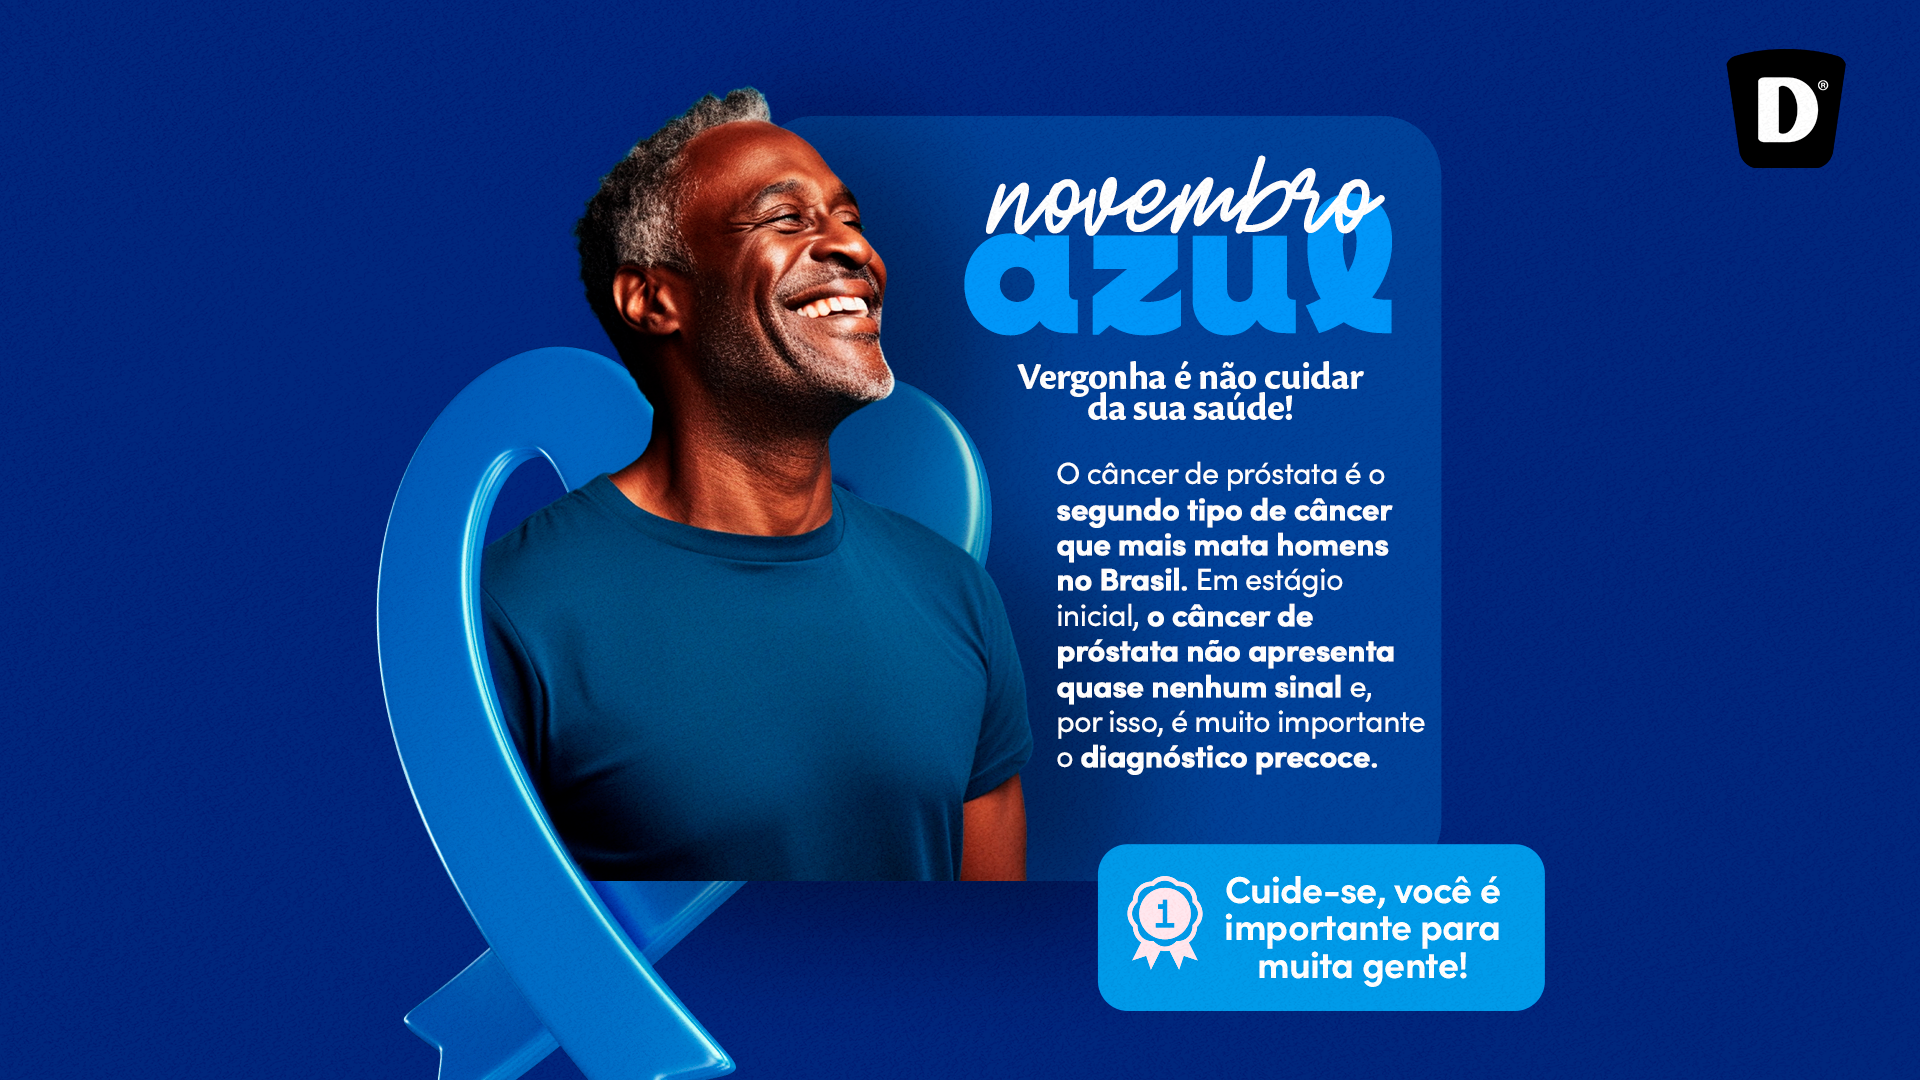 D®
novembro
azul
Vergonha é não cuidar
da sua saúde!
O câncer de próstata é o
segundo tipo de câncer
que mais mata homens
no Brasil. Em estágio
inicial, o câncer de
próstata não apresenta
quase nenhum sinal e,
por isso, é muito importante
o diagnóstico precoce.
1
Cuide-se, você é
importante para
muita gente!